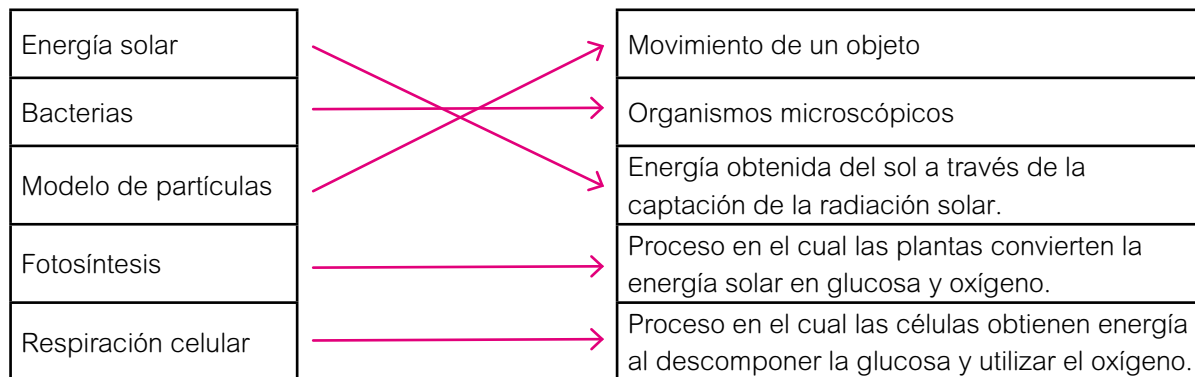 Energía solar
Movimiento de un objeto
Bacterias
Organismos microscópicos
Modelo de partículas
Energía obtenida del sol a través de la
captación de la radiación solar.
Fotosíntesis
Proceso en el cual las plantas convierten la
energía solar en glucosa y oxígeno.
Respiración celular
Proceso en el cual las células obtienen energía
al descomponer la glucosa y utilizar el oxígeno.